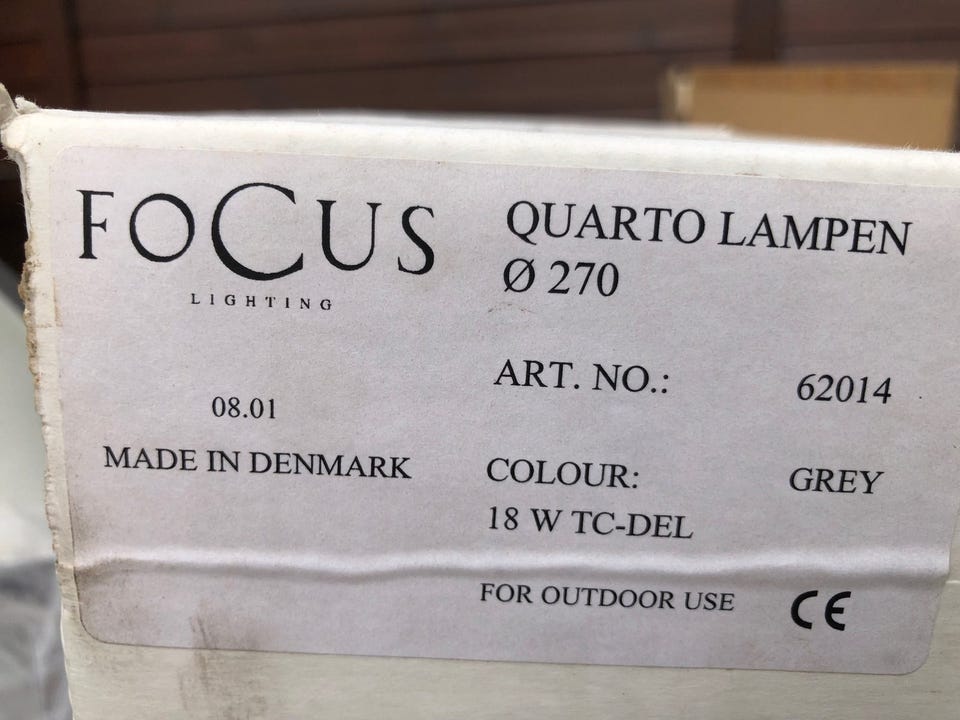 FOCUS
LIGHTING
08.01
MADE IN DENMARK
QUARTO LAMPEN
Ø 270
ART. NO.: 62014
COLOUR: GREY
18 W TC-DEL
FOR OUTDOOR USE CE